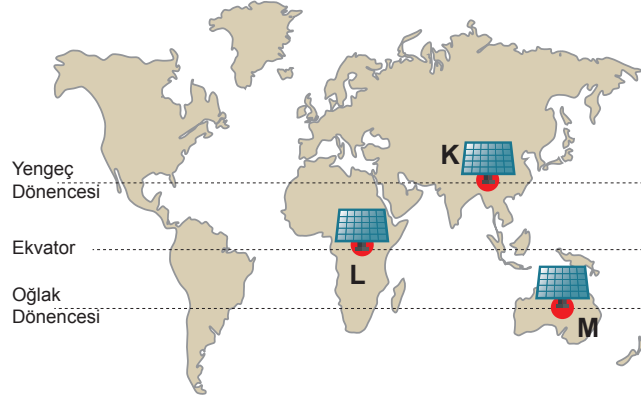 K
Yengeç
Dönencesi
Ekvator
L
Oğlak
Dönencesi
M